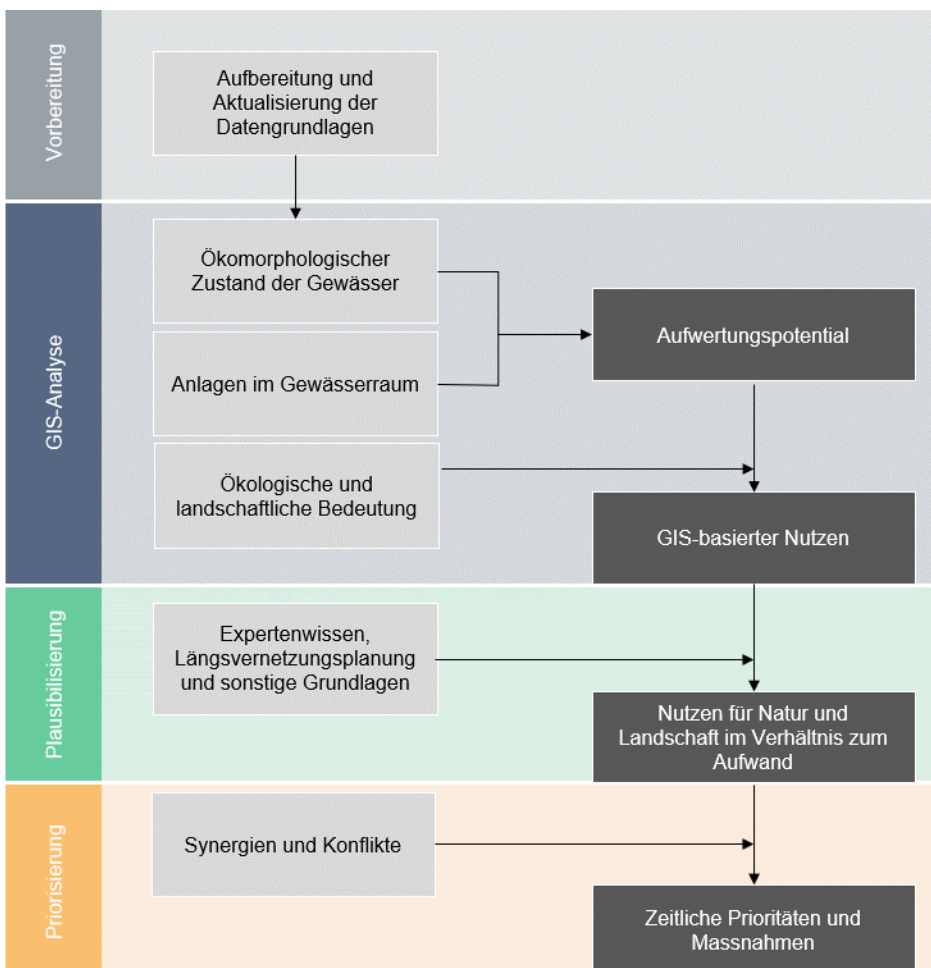 Vorbereitung
Aufbereitung und
Aktualisierung der
Datengrundlagen
GIS-Analyse
Ökomorphologischer
Zustand der Gewässer
Aufwertungspotential
Anlagen im Gewässerraum
Ökologische und
landschaftliche Bedeutung
GIS-basierter Nutzen
Plausibilisierung
Expertenwissen,
Längsvernetzungsplanung
und sonstige Grundlagen
Nutzen für Natur und
Landschaft im Verhältnis zum
Aufwand
Priorisierung
Synergien und Konflikte
Zeitliche Prioritäten und
Massnahmen